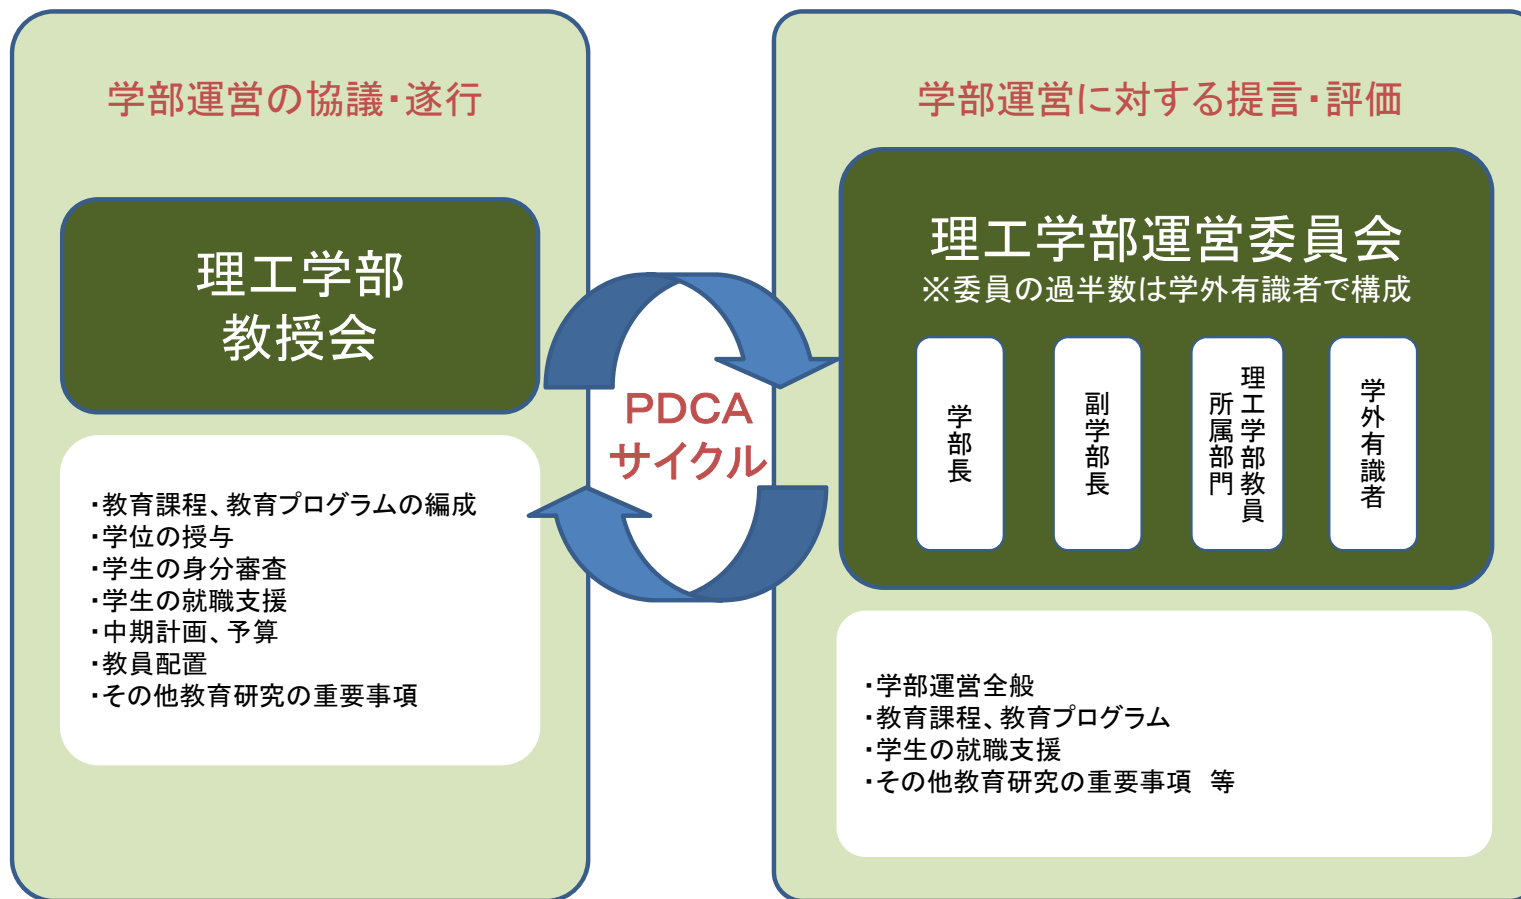 学部運営の協議・遂行
理工学部
教授会
・教育課程、教育プログラムの編成
・学位の授与
・学生の身分審査
・学生の就職支援
・中期計画、予算
・教員配置
・その他教育研究の重要事項
PDCA
サイクル
学部運営に対する提言・評価
理工学部運営委員会
※委員の過半数は学外有識者で構成
学部長
副学部長
理工学部教員
所属部門
学外有識者
・学部運営全般
・教育課程、教育プログラム
・学生の就職支援
・その他教育研究の重要事項　等